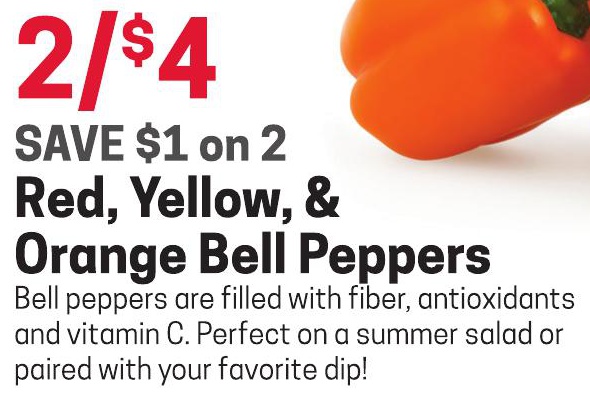 2/$4
SAVE $1 on 2
Red, Yellow, &
Orange Bell Peppers
Bell peppers are filled with fiber, antioxidants
and vitamin C. Perfect on a summer salad or
paired with your favorite dip!